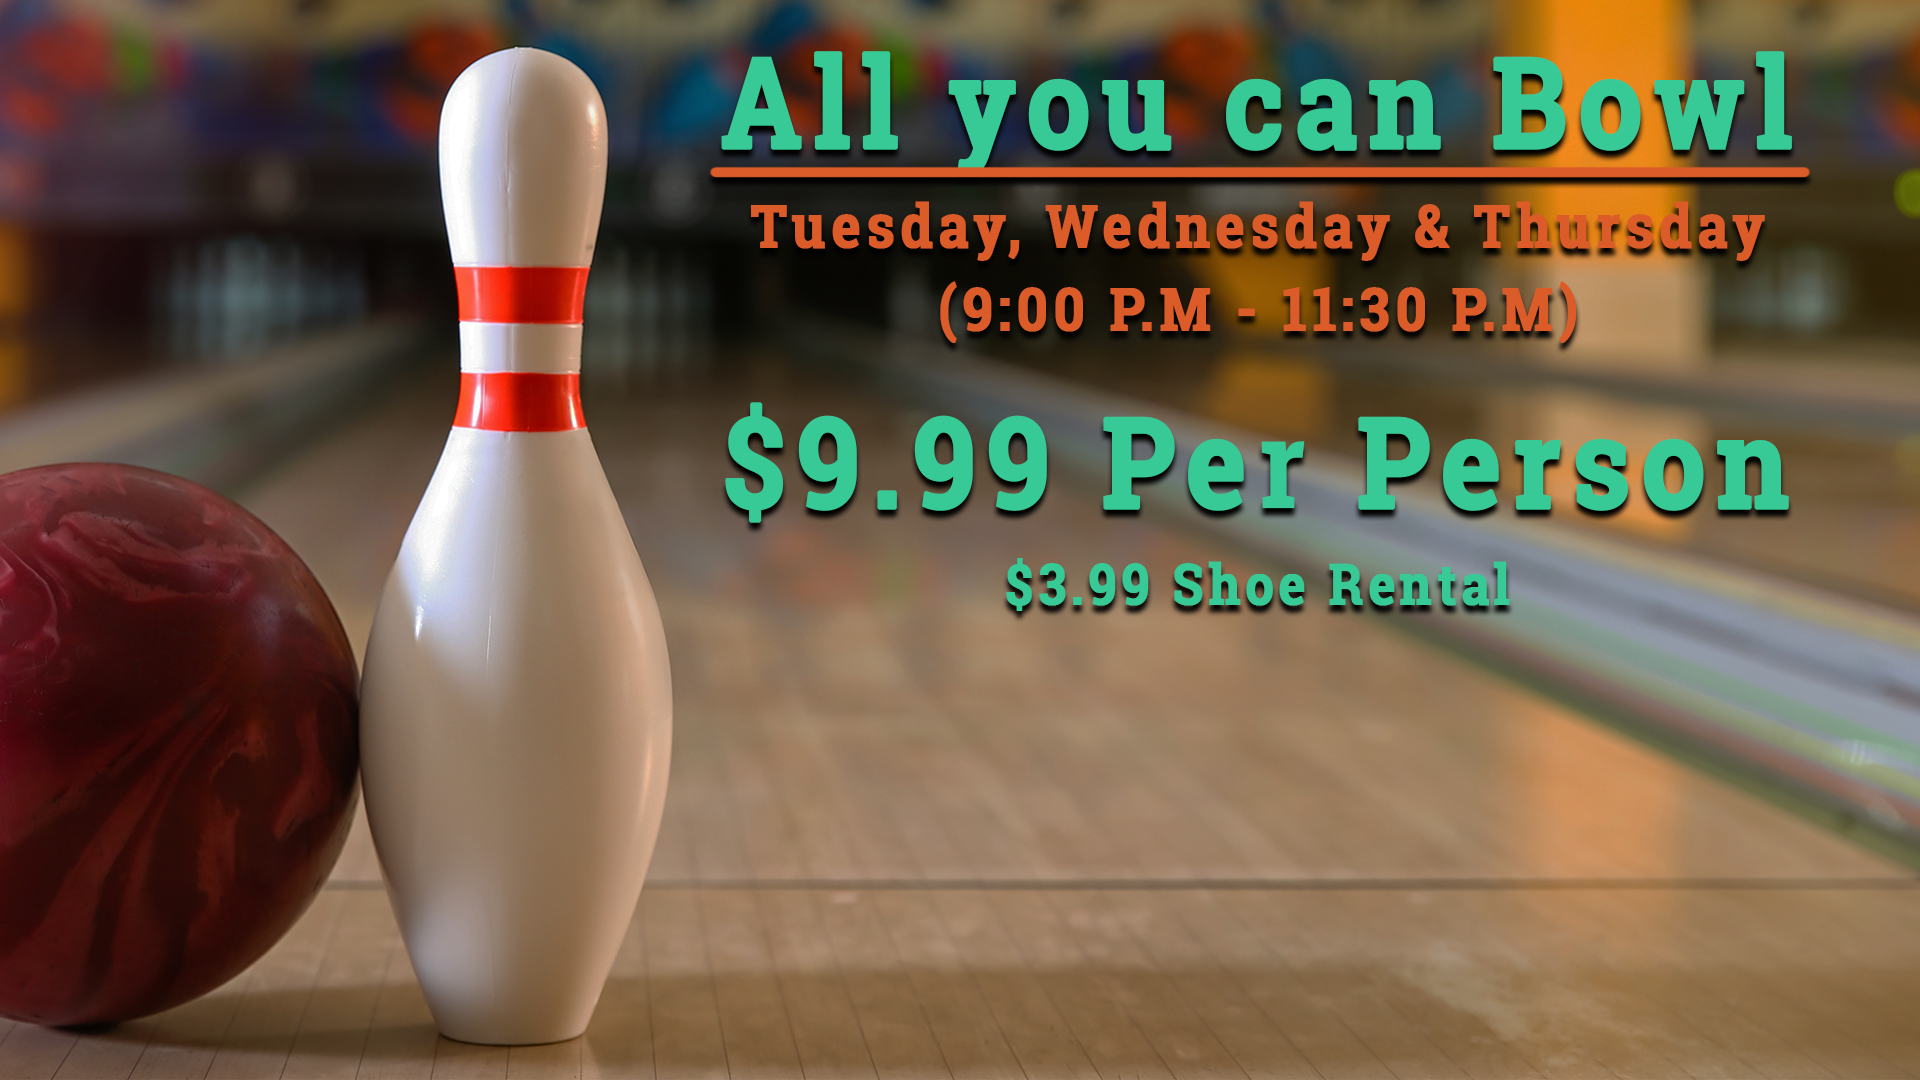 All you can Bowl
Tuesday, Wednesday & Thursday
(9:00 P.M - 11:30 P.M)
$9.99 Per Person
$3.99 Shoe Rental